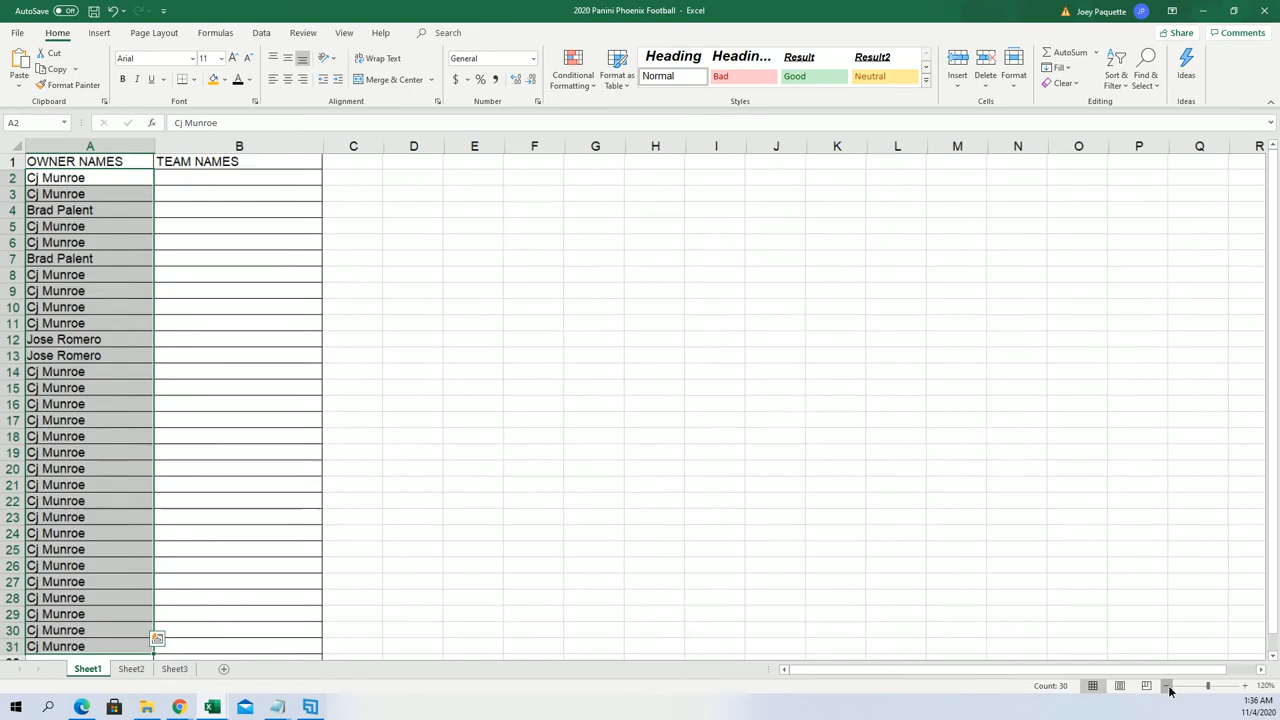 AutoSave Off 2020 Panini Phoenix Football - Excel Joey Paquette JP
File Home Insert Page Layout Formulas Data Review View Help Search Share Comments
Paste Cut Copy Format Painter Clipboard
Arial 11 B I U A Font
Wrap Text Merge & Center Alignment
General $ % , Number
Conditional Formatting Format as Table
Heading Headin... Result Result2
Normal Bad Good Neutral
Styles
Insert Delete Format Cells
AutoSum Fill Clear Sort & Filter Find & Select Editing
Ideas Ideas
A2 fx Cj Munroe
A B C D E F G H I J K L M N O P Q R
1 OWNER NAMES TEAM NAMES
2 Cj Munroe
3 Cj Munroe
4 Brad Palent
5 Cj Munroe
6 Cj Munroe
7 Brad Palent
8 Cj Munroe
9 Cj Munroe
10 Cj Munroe
11 Cj Munroe
12 Jose Romero
13 Jose Romero
14 Cj Munroe
15 Cj Munroe
16 Cj Munroe
17 Cj Munroe
18 Cj Munroe
19 Cj Munroe
20 Cj Munroe
21 Cj Munroe
22 Cj Munroe
23 Cj Munroe
24 Cj Munroe
25 Cj Munroe
26 Cj Munroe
27 Cj Munroe
28 Cj Munroe
29 Cj Munroe
30 Cj Munroe
31 Cj Munroe
Sheet1 Sheet2 Sheet3
Count: 30 120%
1:36 AM
11/4/2020